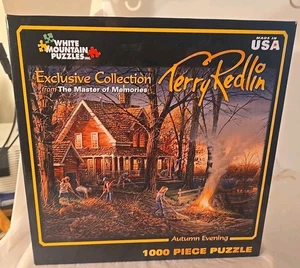 WHITE
MOUNTAIN
PUZZLES
MADE IN
USA
Exclusive Collection
from The Master of Memories
Terry Redlin
Autumn Evening
1000 PIECE PUZZLE